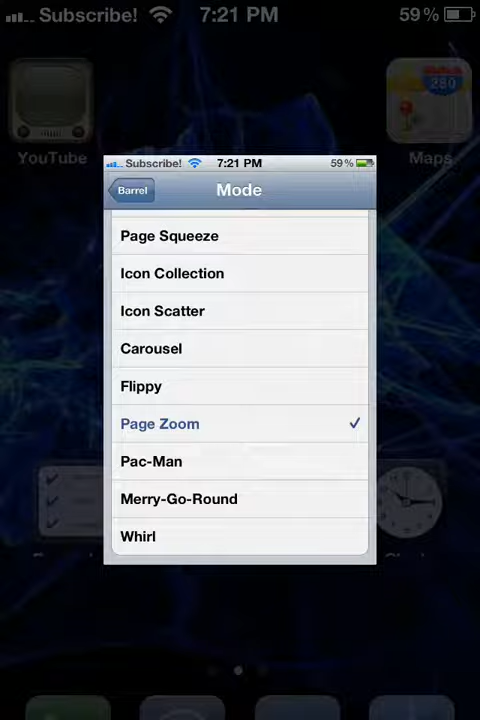 Subscribe! 7:21 PM 59%
280
YouTube Maps
Subscribe! 7:21 PM 59%
Barrel Mode
Page Squeeze
Icon Collection
Icon Scatter
Carousel
Flippy
Page Zoom
Pac-Man
Merry-Go-Round
Whirl